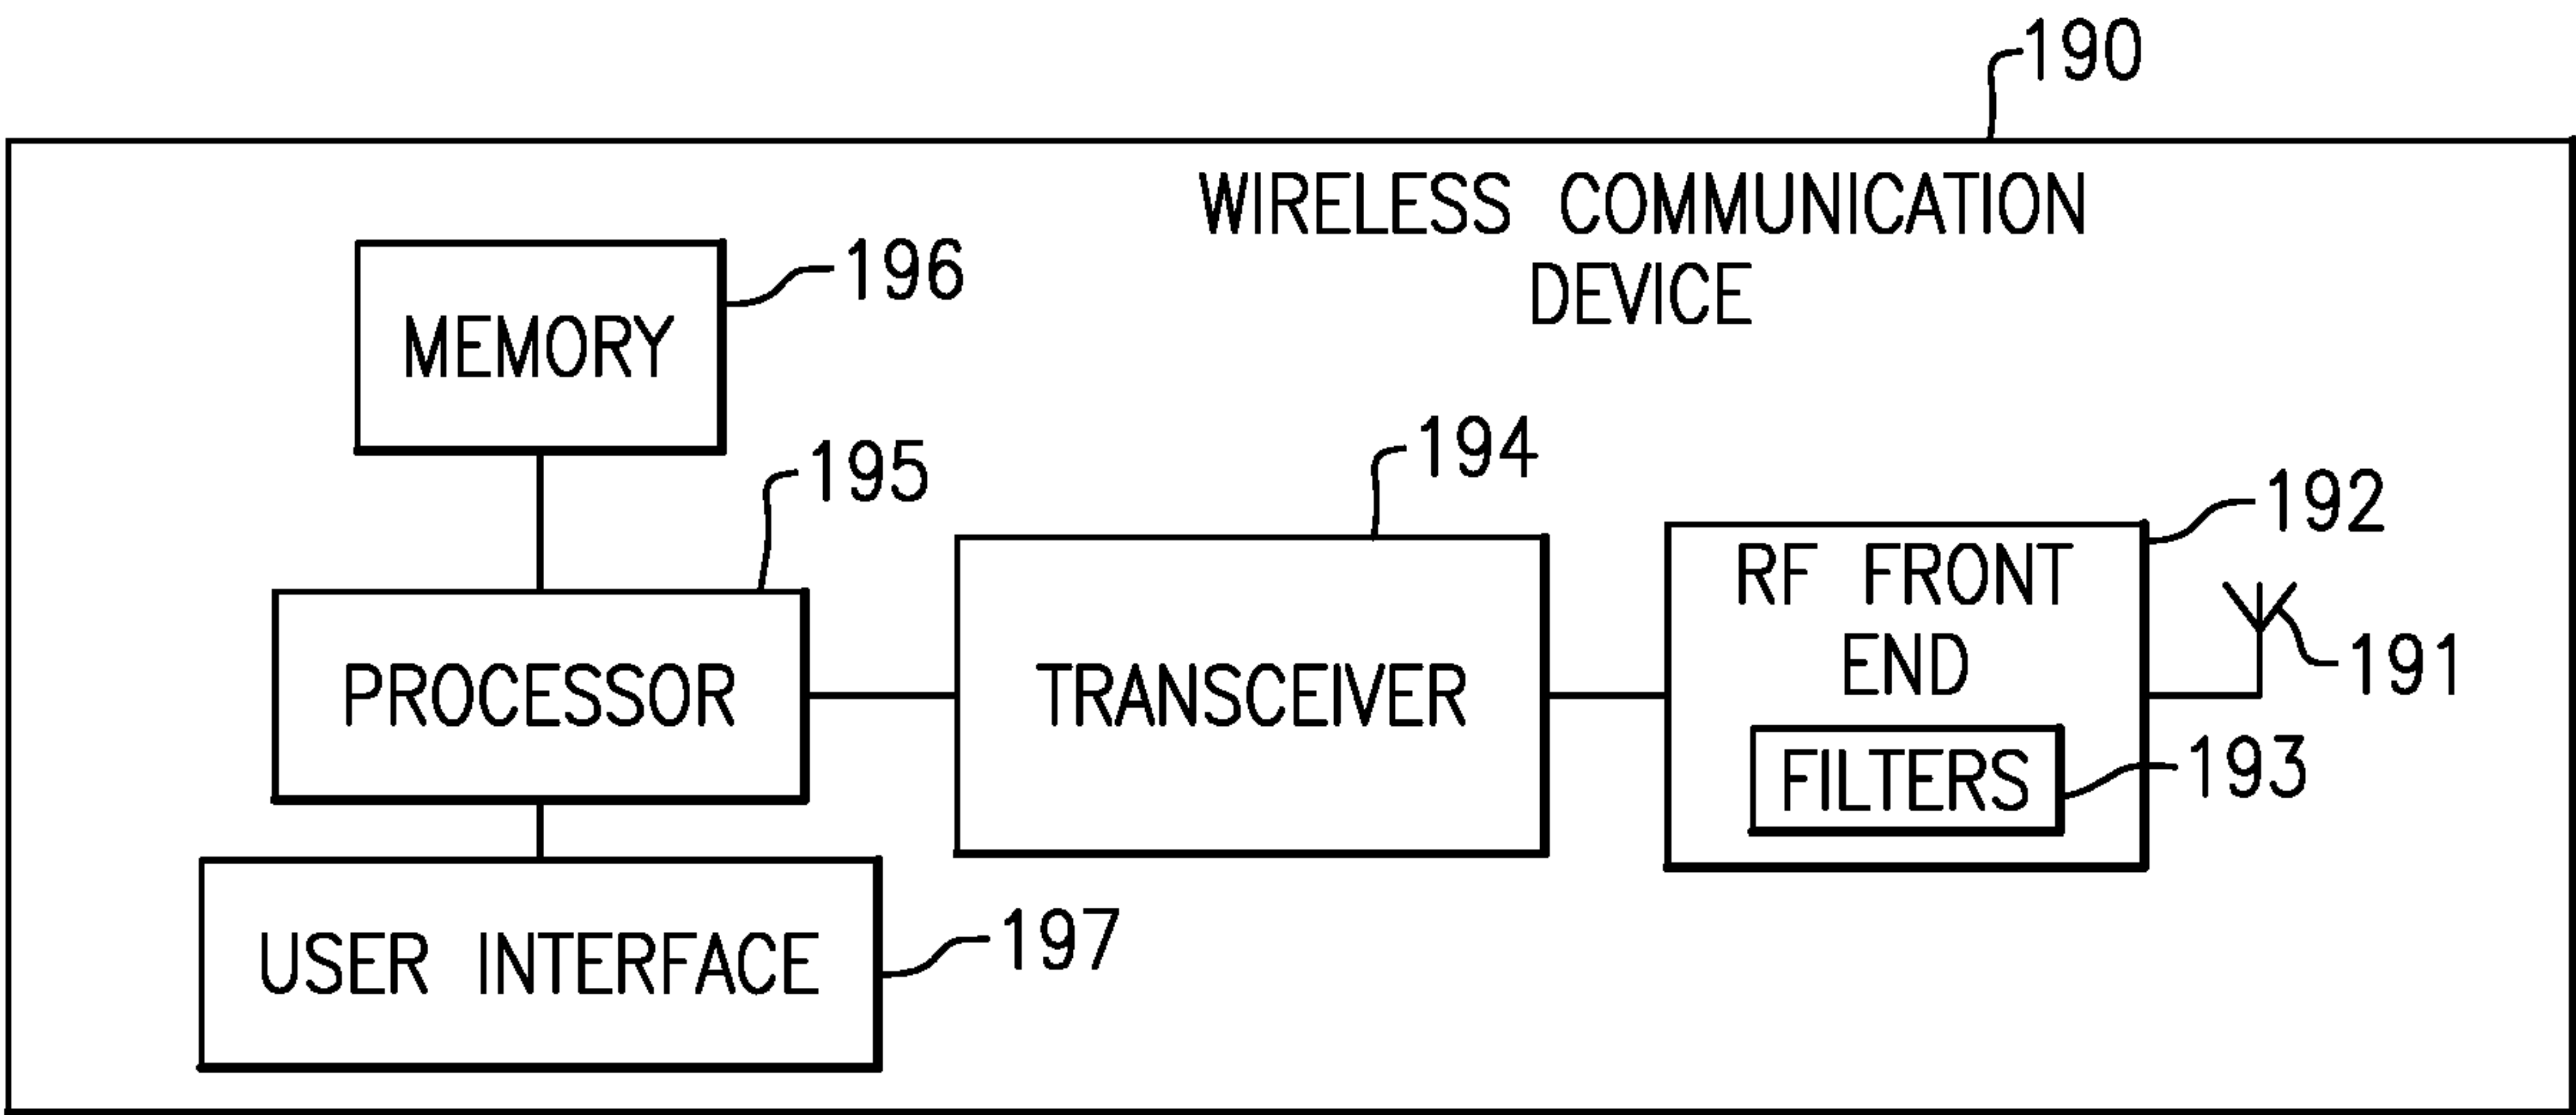 190
WIRELESS COMMUNICATION
DEVICE
MEMORY
196
195
194
192
PROCESSOR
TRANSCEIVER
RF FRONT
END
191
FILTERS
193
USER INTERFACE
197